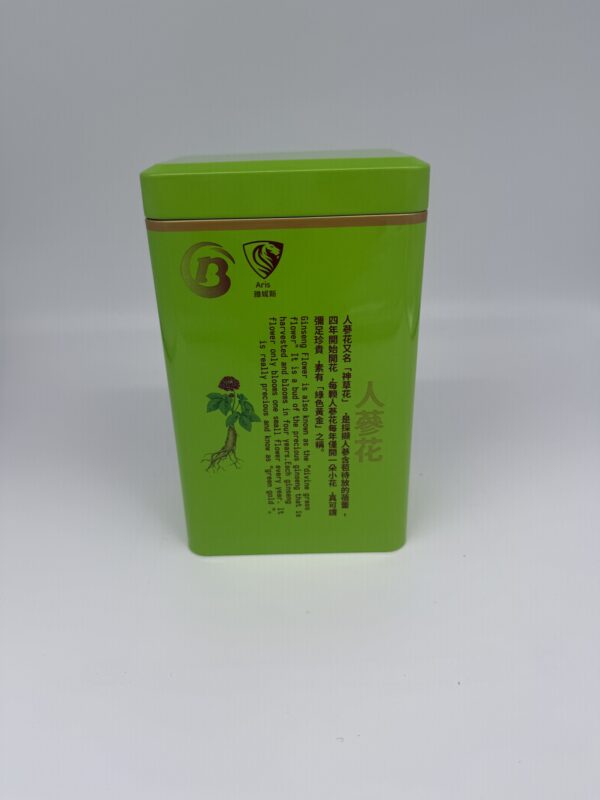 B
Aris
人蔘花
人蔘花又名「神草花」,是採擷人蔘含苞待放的蓓蕾,
四年開始開花,每顆人蔘花每年僅開一朵小花,真可謂
彌足珍貴,素有「綠色黃金」之稱。
Ginseng Flower is also known as the "divine grass
flower" It is a bud of the precious ginseng that is
harvested and blooms in four years.Each ginseng
flower only blooms one small flower every year. It
is really precious and know as "green gold ".